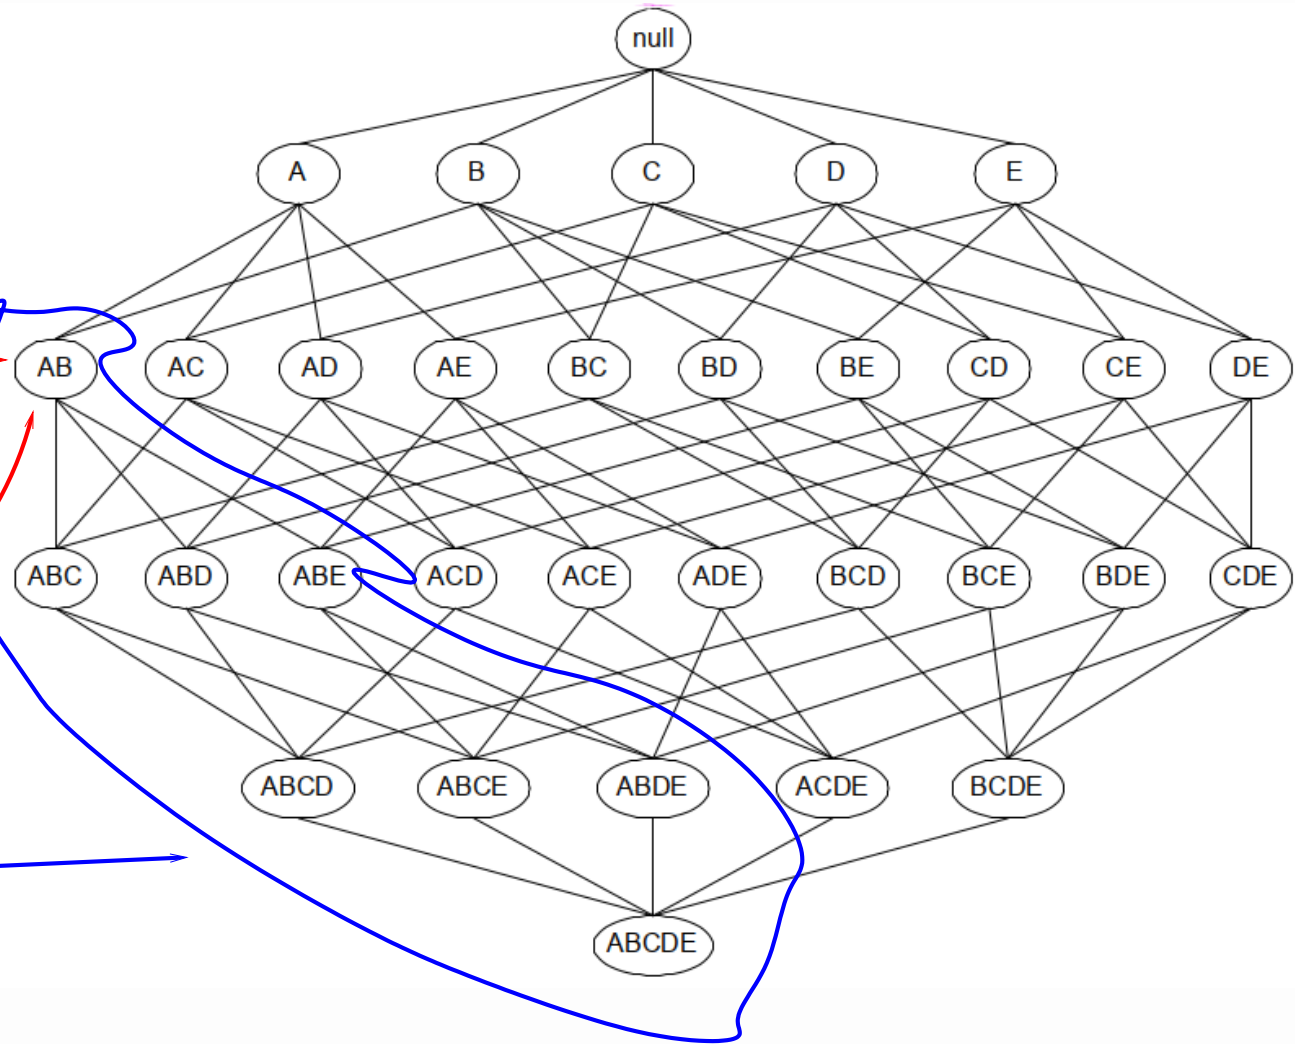 null
A B C D E
AB AC AD AE BC BD BE CD CE DE
ABC ABD ABE ACD ACE ADE BCD BCE BDE CDE
ABCD ABCE ABDE ACDE BCDE
ABCDE